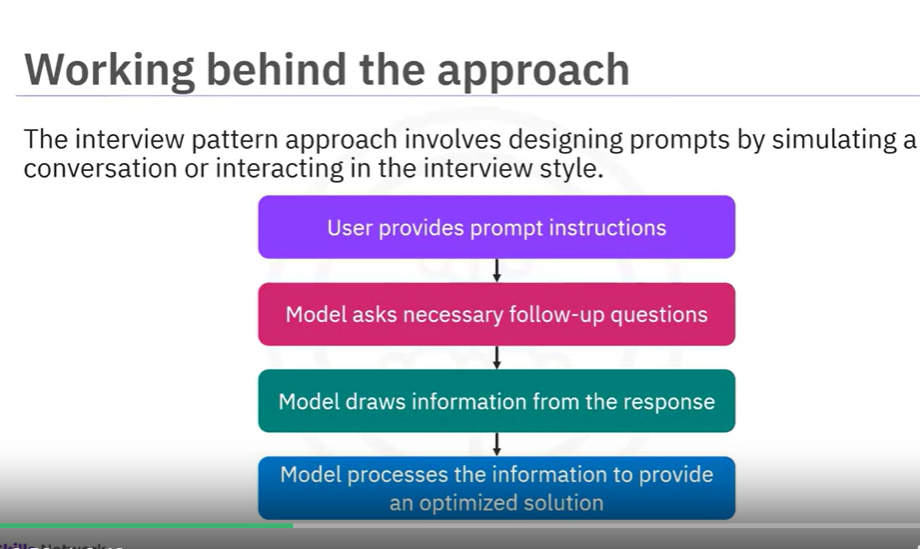 Working behind the approach
The interview pattern approach involves designing prompts by simulating a
conversation or interacting in the interview style.
User provides prompt instructions
Model asks necessary follow-up questions
Model draws information from the response
Model processes the information to provide
an optimized solution